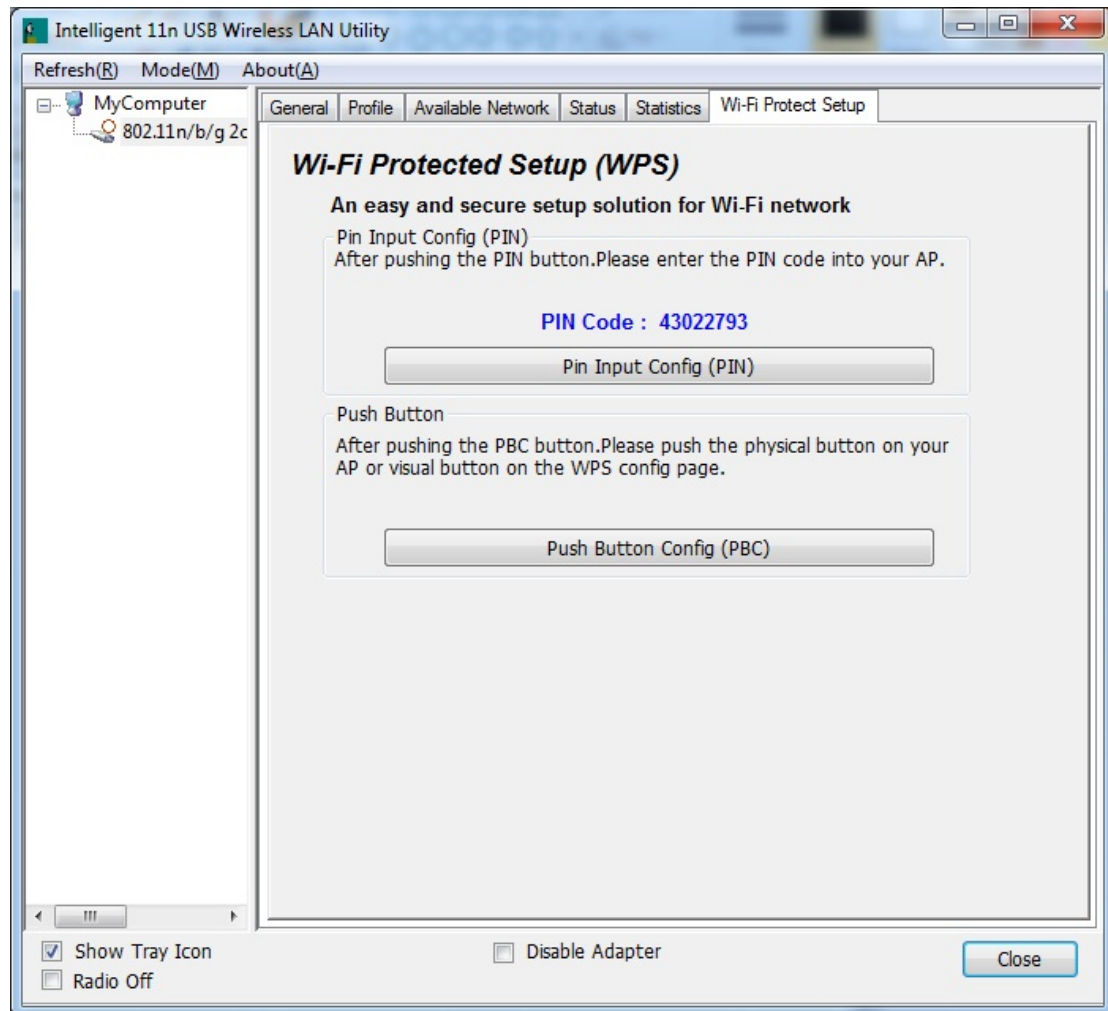 Intelligent 11n USB Wireless LAN Utility
Refresh(R) Mode(M) About(A)
MyComputer
802.11n/b/g 2c
General Profile Available Network Status Statistics Wi-Fi Protect Setup
Wi-Fi Protected Setup (WPS)
An easy and secure setup solution for Wi-Fi network
Pin Input Config (PIN)
After pushing the PIN button.Please enter the PIN code into your AP.
PIN Code : 43022793
Pin Input Config (PIN)
Push Button
After pushing the PBC button.Please push the physical button on your
AP or visual button on the WPS config page.
Push Button Config (PBC)
Show Tray Icon
Radio Off
Disable Adapter
Close